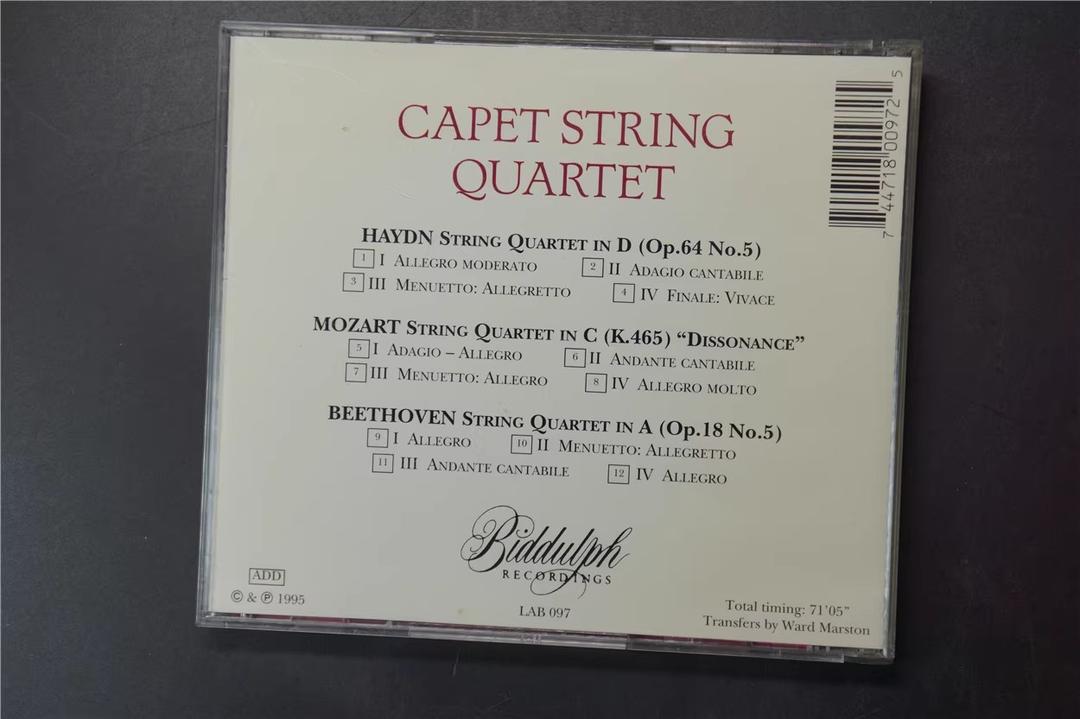 CAPET STRING
QUARTET
7 44718 00972 5
HAYDN STRING QUARTET IN D (OP.64 NO.5)
1 I ALLEGRO MODERATO 2 II ADAGIO CANTABILE
3 III MENUETTO: ALLEGRETTO 4 IV FINALE: VIVACE
MOZART STRING QUARTET IN C (K.465) “DISSONANCE”
5 I ADAGIO – ALLEGRO 6 II ANDANTE CANTABILE
7 III MENUETTO: ALLEGRO 8 IV ALLEGRO MOLTO
BEETHOVEN STRING QUARTET IN A (OP.18 NO.5)
9 I ALLEGRO 10 II MENUETTO: ALLEGRETTO
11 III ANDANTE CANTABILE 12 IV ALLEGRO
Biddulph
RECORDINGS
ADD
© & ℗ 1995
LAB 097
Total timing: 71'05”
Transfers by Ward Marston